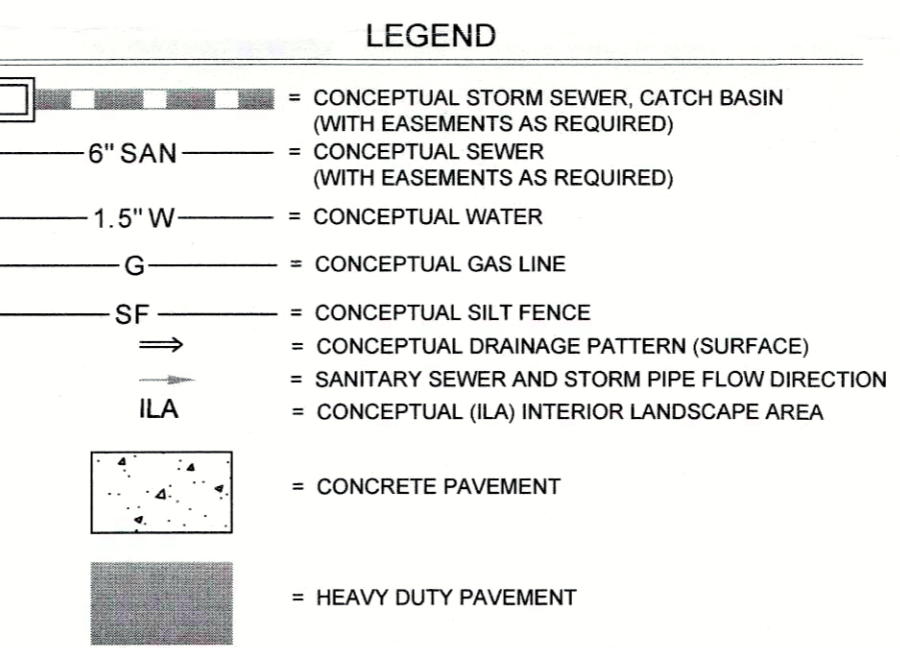 LEGEND
= CONCEPTUAL STORM SEWER, CATCH BASIN
(WITH EASEMENTS AS REQUIRED)
6" SAN = CONCEPTUAL SEWER
(WITH EASEMENTS AS REQUIRED)
1.5" W = CONCEPTUAL WATER
G = CONCEPTUAL GAS LINE
SF = CONCEPTUAL SILT FENCE
= CONCEPTUAL DRAINAGE PATTERN (SURFACE)
= SANITARY SEWER AND STORM PIPE FLOW DIRECTION
ILA = CONCEPTUAL (ILA) INTERIOR LANDSCAPE AREA
= CONCRETE PAVEMENT
= HEAVY DUTY PAVEMENT